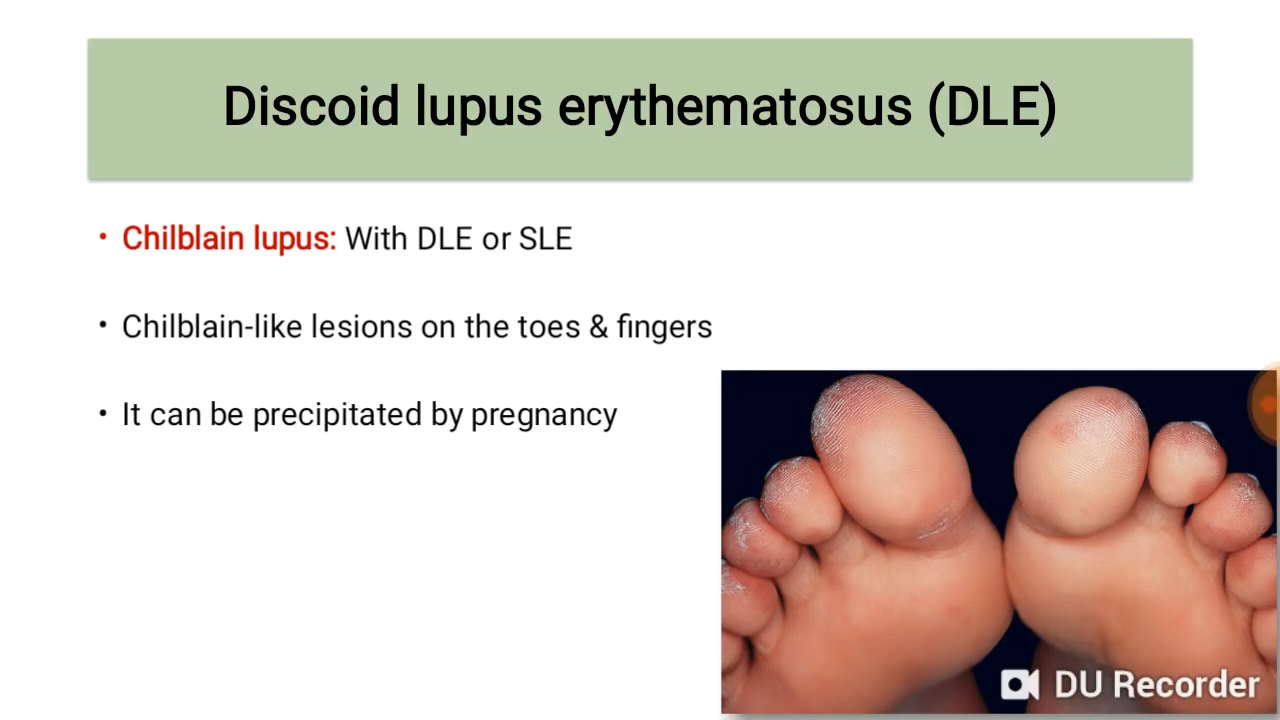 Discoid lupus erythematosus (DLE)
• Chilblain lupus: With DLE or SLE
• Chilblain-like lesions on the toes & fingers
• It can be precipitated by pregnancy
DU Recorder